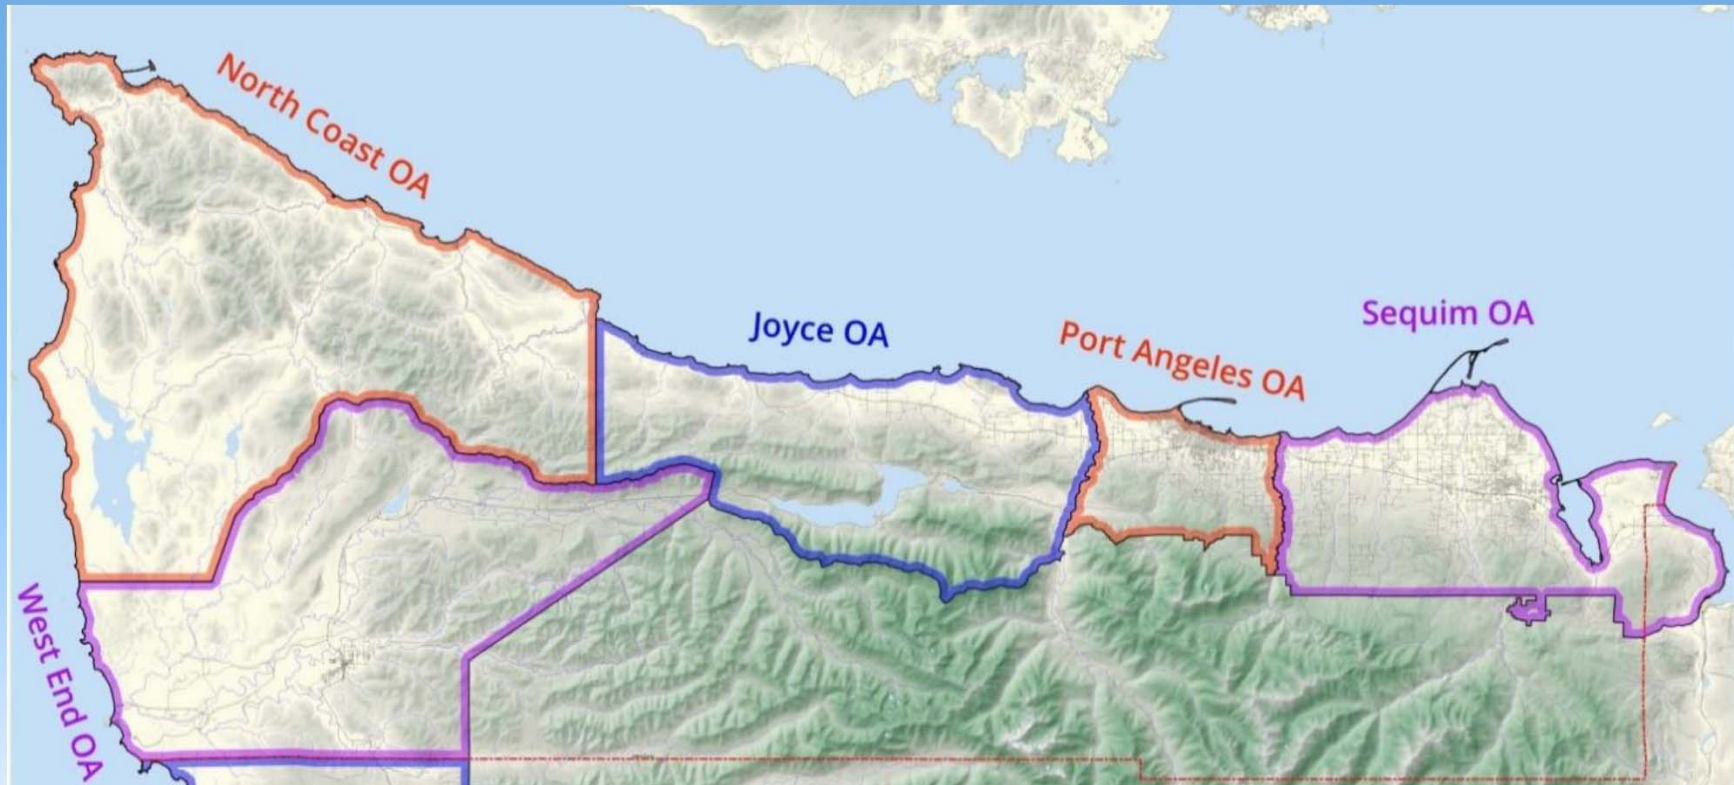 North Coast OA
Joyce OA
Port Angeles OA
Sequim OA
West End OA